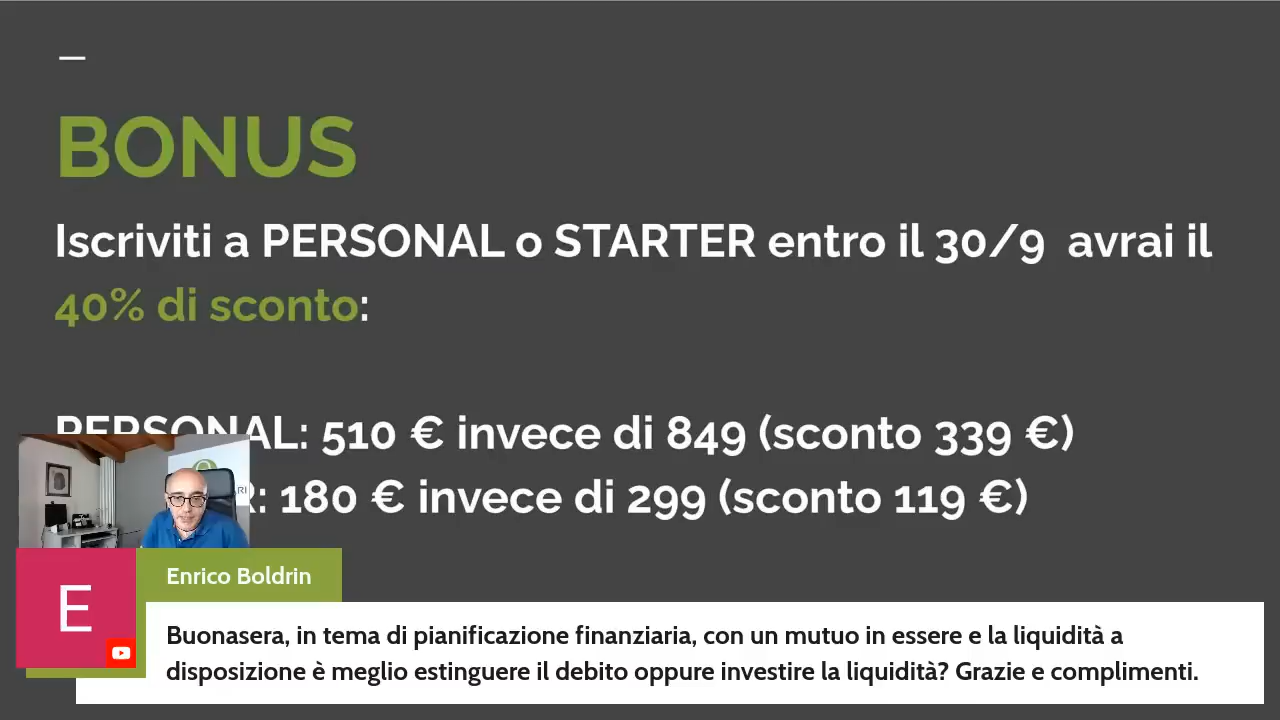 BONUS
Iscriviti a PERSONAL o STARTER entro il 30/9 avrai il
40% di sconto:
PERSONAL: 510 € invece di 849 (sconto 339 €)
R: 180 € invece di 299 (sconto 119 €)
RI
E
Enrico Boldrin
Buonasera, in tema di pianificazione finanziaria, con un mutuo in essere e la liquidità a
disposizione è meglio estinguere il debito oppure investire la liquidità? Grazie e complimenti.